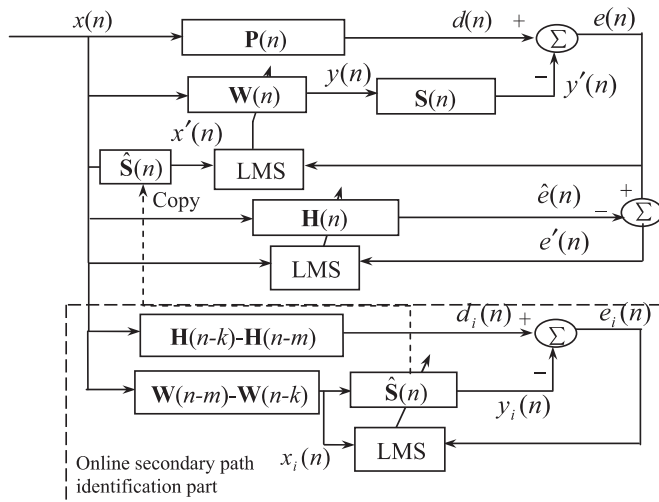 x(n)
P(n)
d(n)
+
Σ
e(n)
W(n)
y(n)
S(n)
−
y'(n)
x'(n)
Ŝ(n)
LMS
Copy
H(n)
ê(n)
+
−
Σ
e'(n)
LMS
H(n-k)-H(n-m)
d_i(n)
+
Σ
e_i(n)
W(n-m)-W(n-k)
Ŝ(n)
−
y_i(n)
x_i(n)
LMS
Online secondary path
identification part